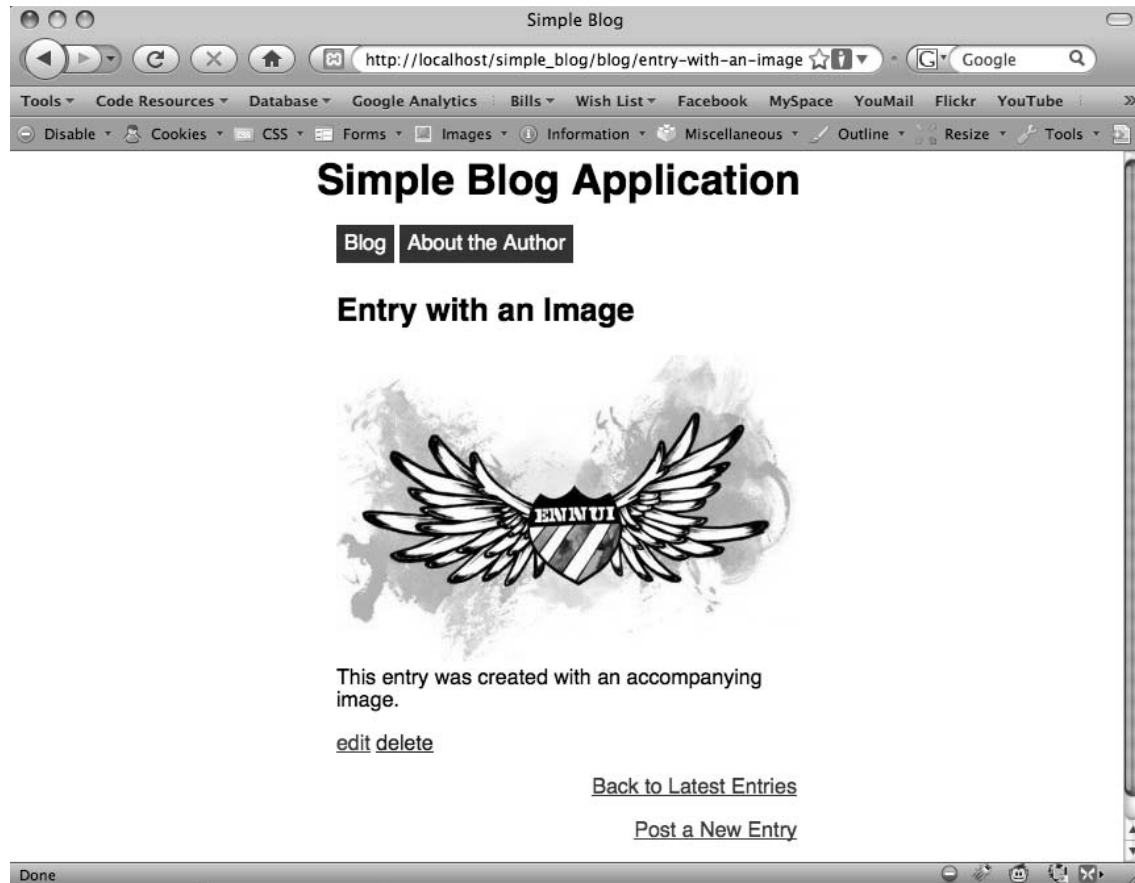 Simple Blog
http://localhost/simple_blog/blog/entry-with-an-image
Google
Tools Code Resources Database Google Analytics Bills Wish List Facebook MySpace YouMail Flickr YouTube »
Disable Cookies CSS Forms Images Information Miscellaneous Outline Resize Tools
Simple Blog Application
Blog About the Author
Entry with an Image
ENNUI
This entry was created with an accompanying
image.
edit delete
Back to Latest Entries
Post a New Entry
Done